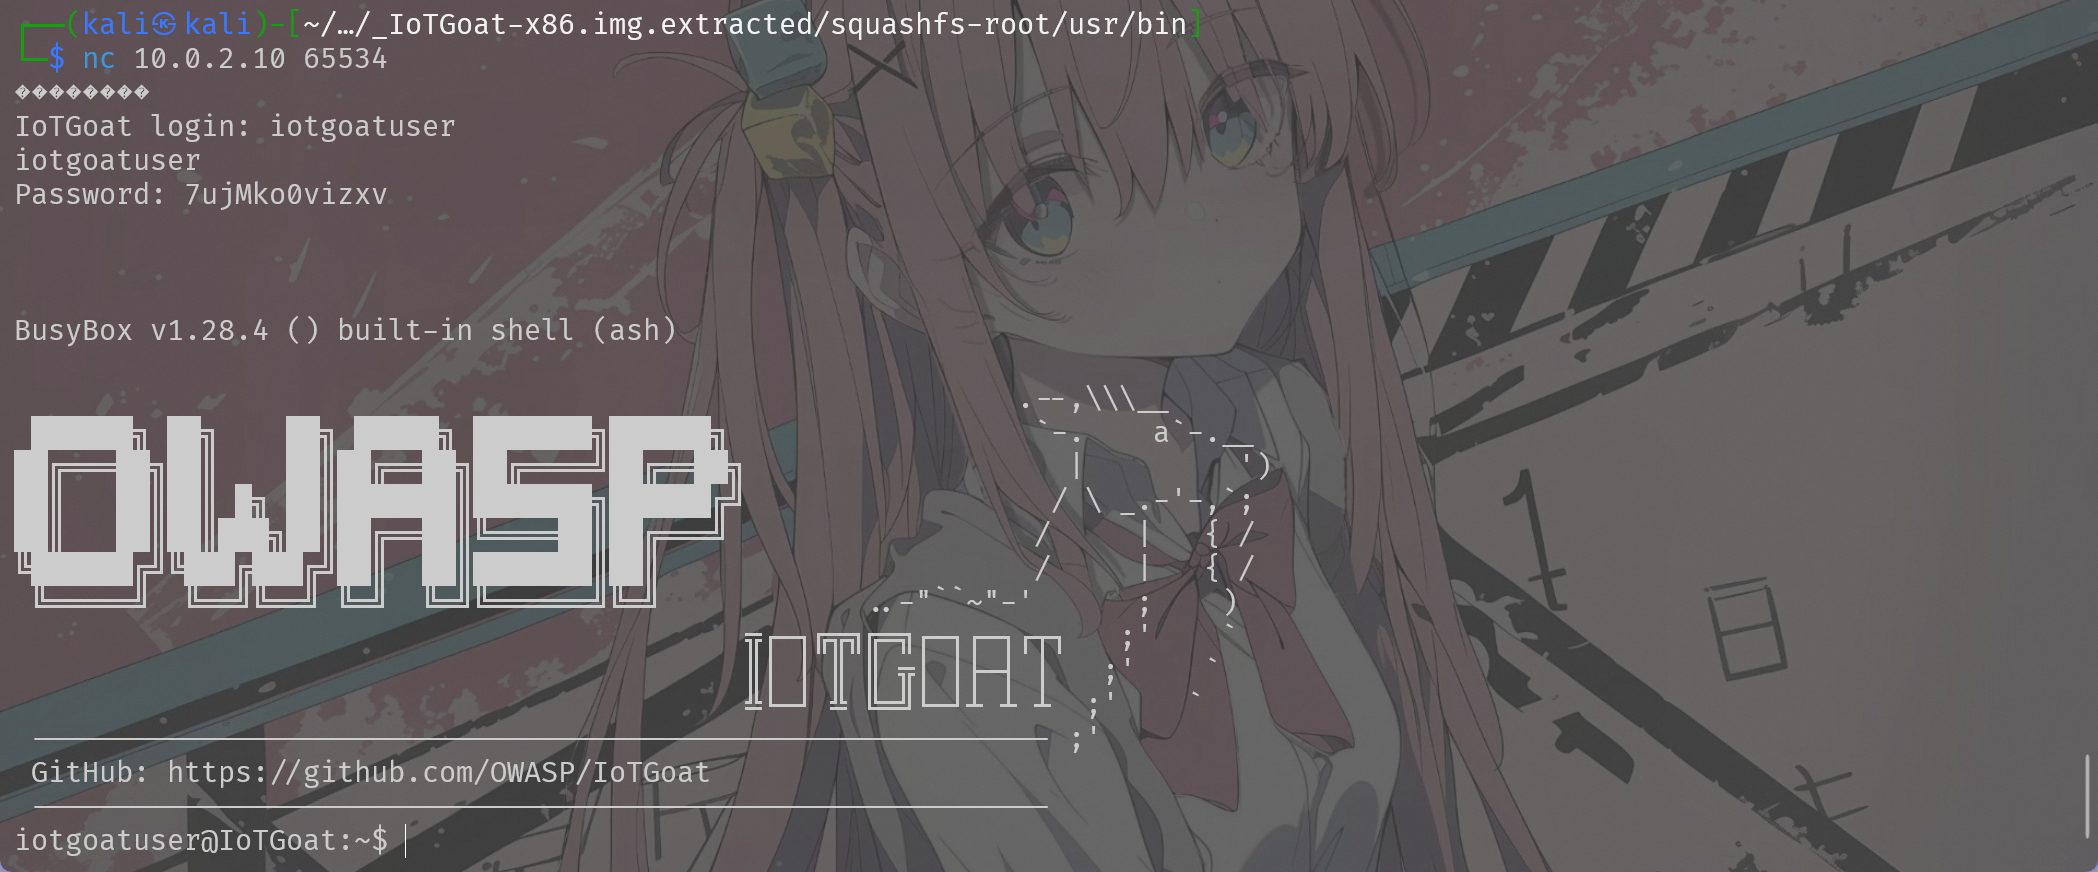 ┌──(kali㉿kali)-[~/…/_IoTGoat-x86.img.extracted/squashfs-root/usr/bin]
└─$ nc 10.0.2.10 65534
���������
IoTGoat login: iotgoatuser
iotgoatuser
Password: 7ujMko0vizxv
BusyBox v1.28.4 () built-in shell (ash)
OWASP
IOTGOAT
GitHub: https://github.com/OWASP/IoTGoat
iotgoatuser@IoTGoat:~$